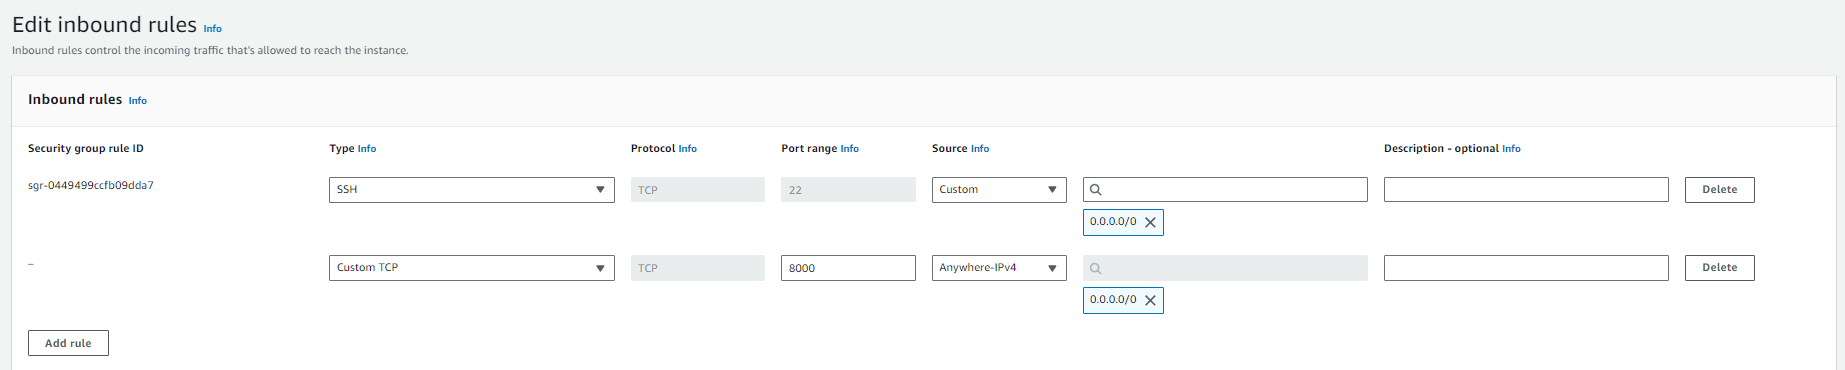 Edit inbound rules Info
Inbound rules control the incoming traffic that's allowed to reach the instance.
Inbound rules Info
Security group rule ID Type Info Protocol Info Port range Info Source Info Description - optional Info
sgr-0449499ccfb09dda7 SSH TCP 22 Custom Delete
0.0.0.0/0
– Custom TCP TCP 8000 Anywhere-IPv4 Delete
0.0.0.0/0
Add rule